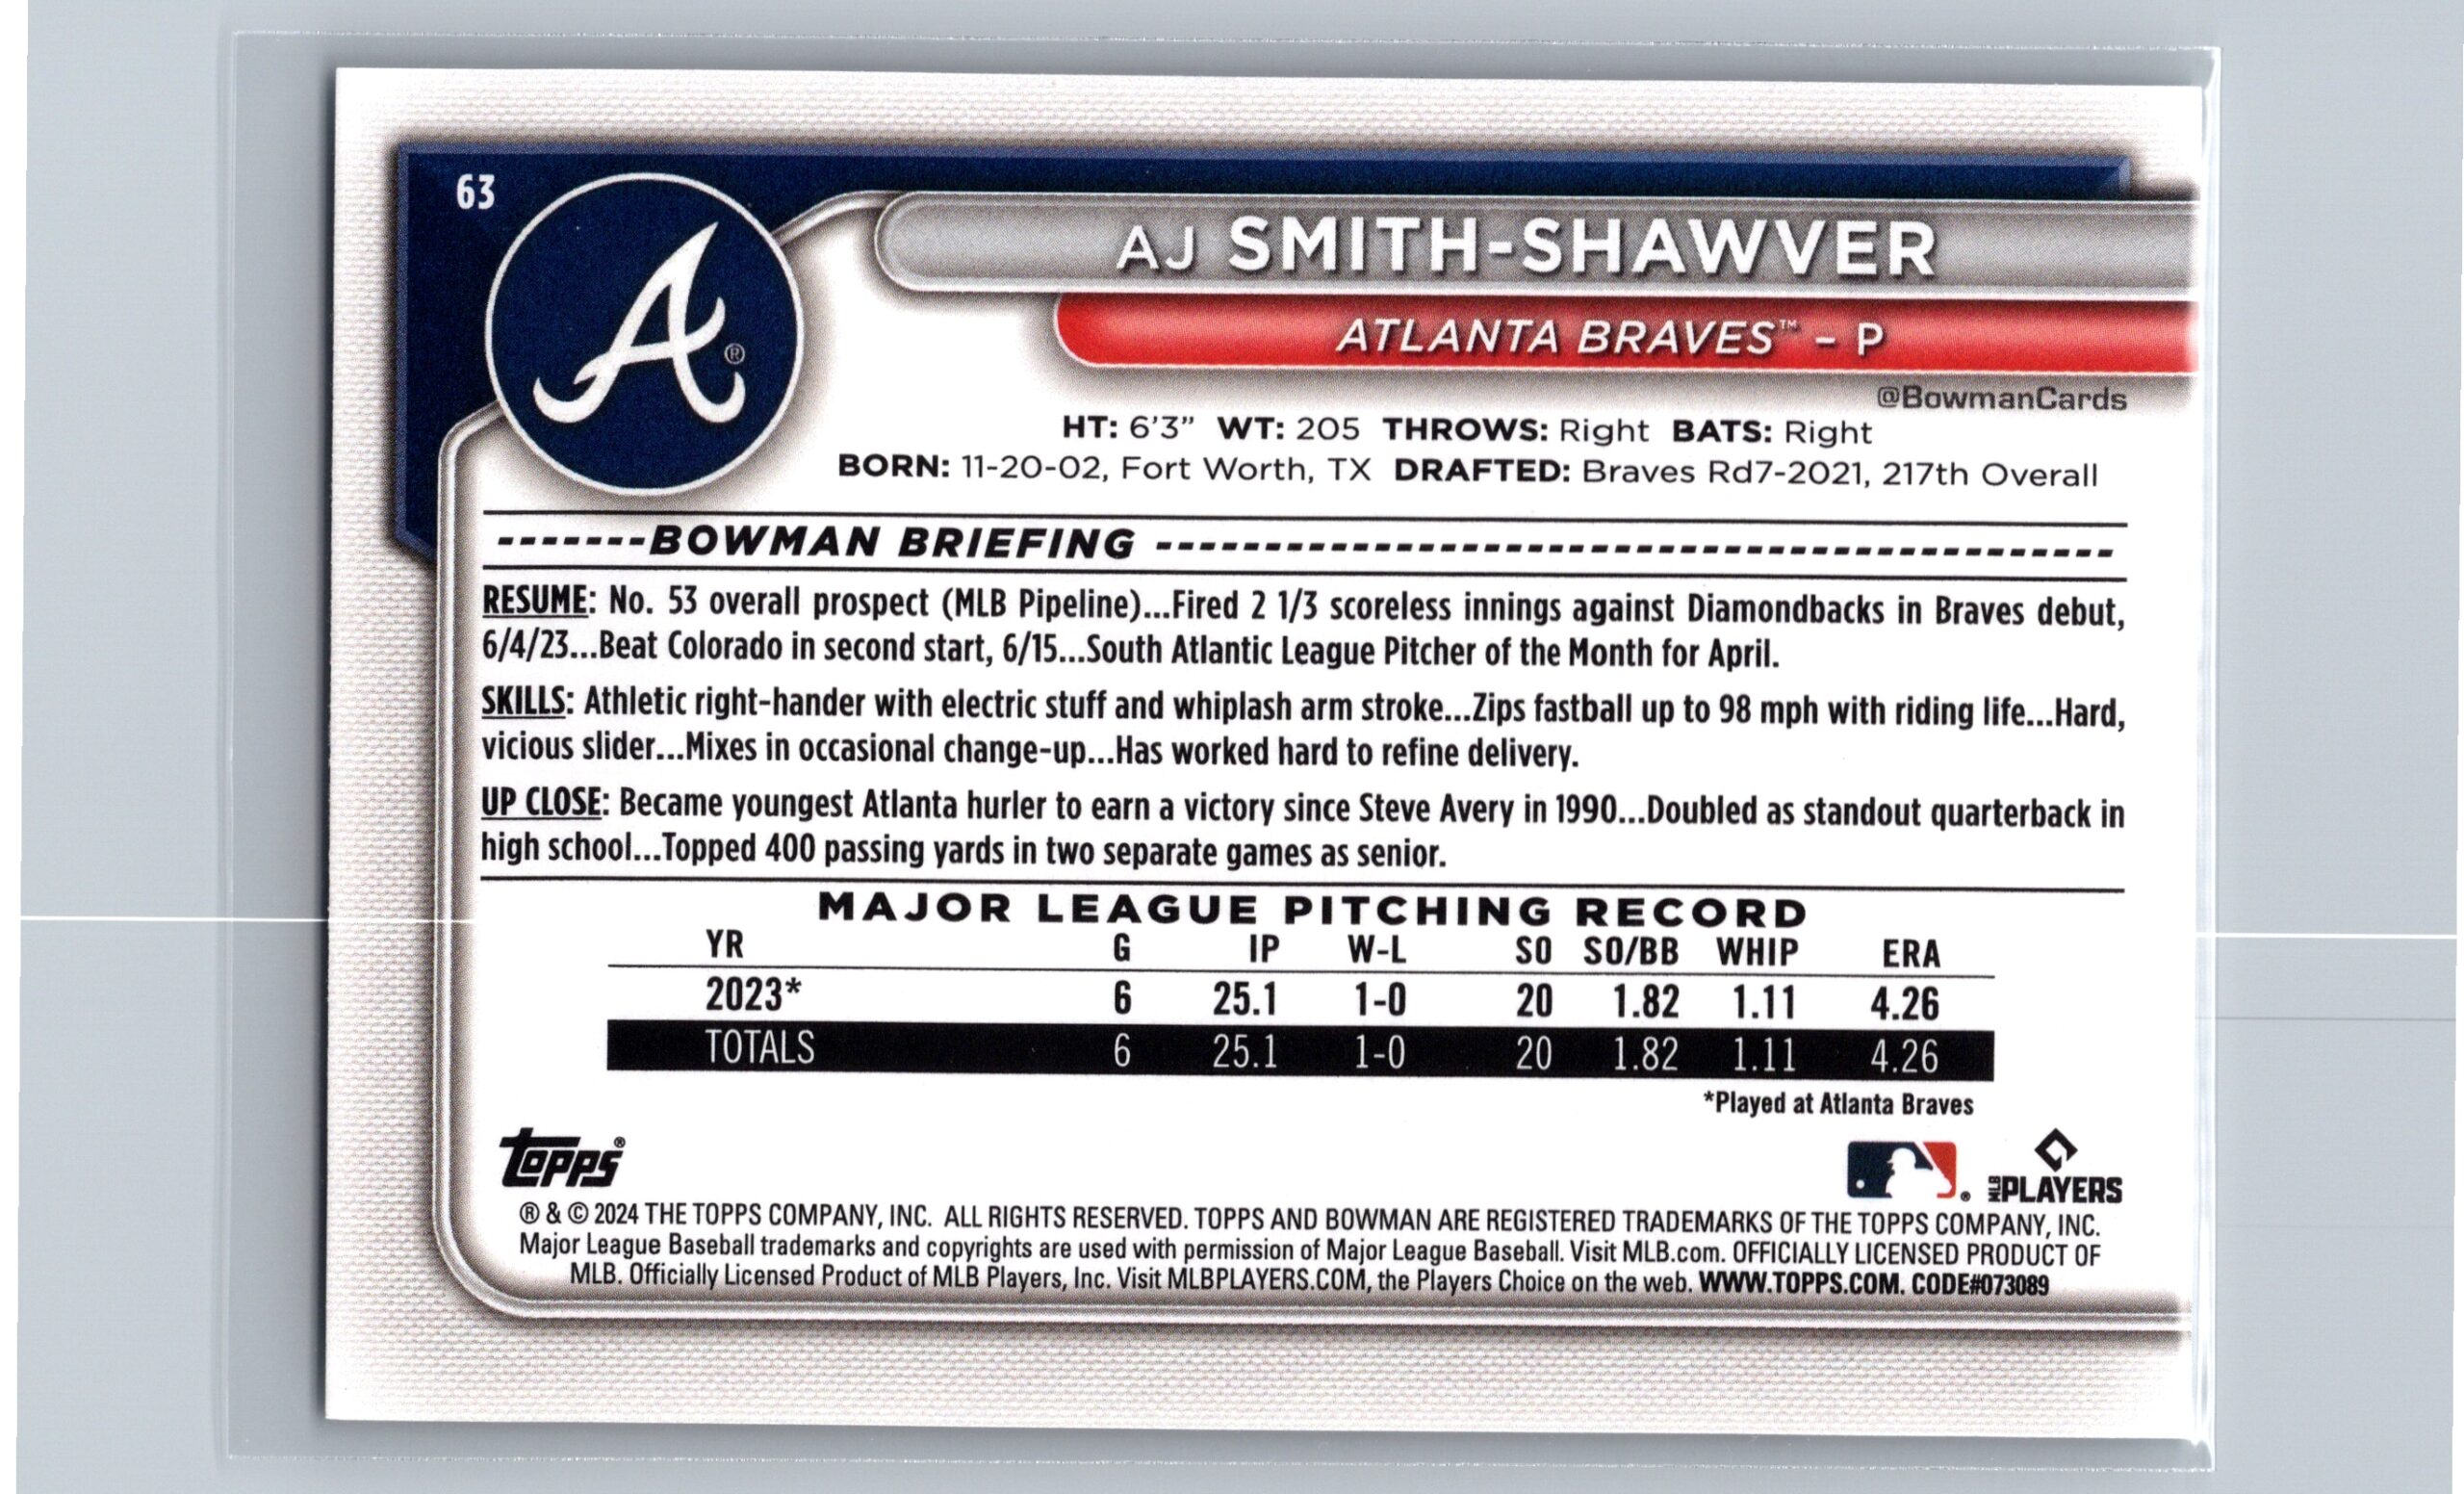 63
A®
AJ SMITH-SHAWVER
ATLANTA BRAVES™ – P
@BowmanCards
HT: 6'3” WT: 205 THROWS: Right BATS: Right
BORN: 11-20-02, Fort Worth, TX DRAFTED: Braves Rd7-2021, 217th Overall
-------BOWMAN BRIEFING ---------------------------------------------
RESUME: No. 53 overall prospect (MLB Pipeline)...Fired 2 1/3 scoreless innings against Diamondbacks in Braves debut,
6/4/23...Beat Colorado in second start, 6/15...South Atlantic League Pitcher of the Month for April.
SKILLS: Athletic right-hander with electric stuff and whiplash arm stroke...Zips fastball up to 98 mph with riding life...Hard,
vicious slider...Mixes in occasional change-up...Has worked hard to refine delivery.
UP CLOSE: Became youngest Atlanta hurler to earn a victory since Steve Avery in 1990...Doubled as standout quarterback in
high school...Topped 400 passing yards in two separate games as senior.
MAJOR LEAGUE PITCHING RECORD
YR G IP W-L SO SO/BB WHIP ERA
2023* 6 25.1 1-0 20 1.82 1.11 4.26
TOTALS 6 25.1 1-0 20 1.82 1.11 4.26
*Played at Atlanta Braves
topps®
MLB PLAYERS
® & © 2024 THE TOPPS COMPANY, INC. ALL RIGHTS RESERVED. TOPPS AND BOWMAN ARE REGISTERED TRADEMARKS OF THE TOPPS COMPANY, INC.
Major League Baseball trademarks and copyrights are used with permission of Major League Baseball. Visit MLB.com. OFFICIALLY LICENSED PRODUCT OF
MLB. Officially Licensed Product of MLB Players, Inc. Visit MLBPLAYERS.COM, the Players Choice on the web. WWW.TOPPS.COM. CODE#073089